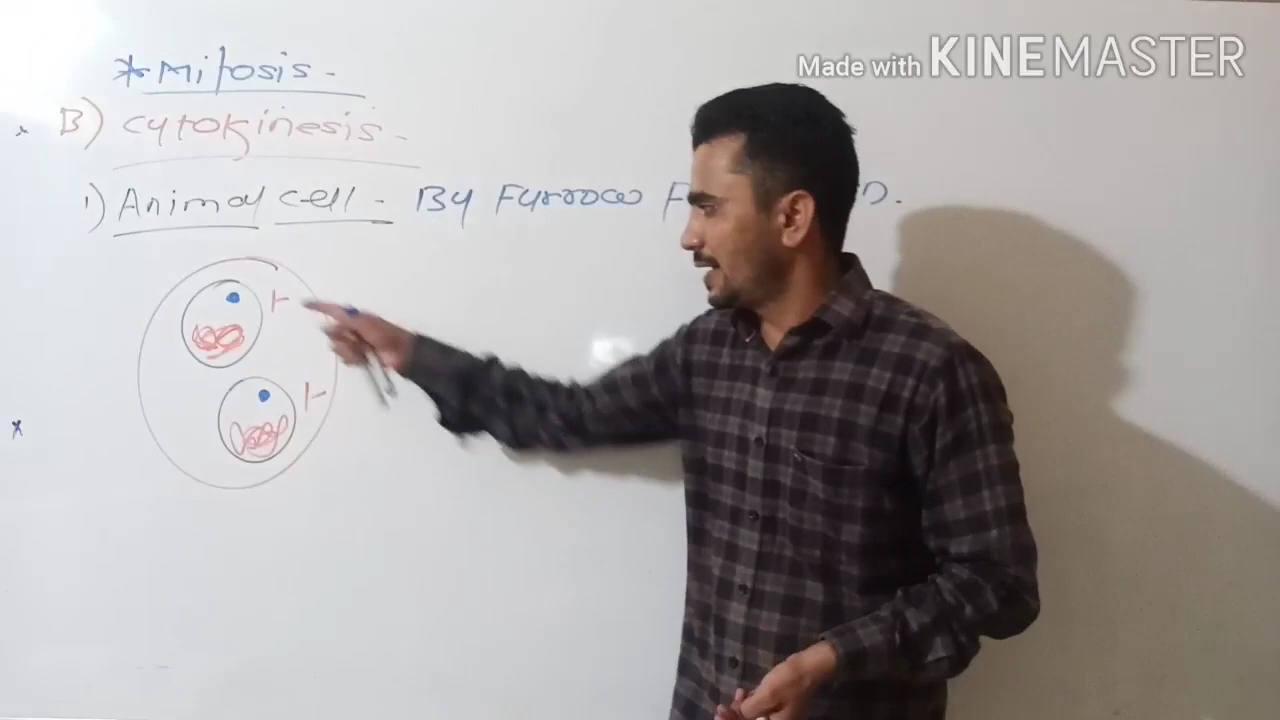 Made with KINEMASTER
* Mitosis -
B) Cytokinesis -
1) Animal cell - By Furrow